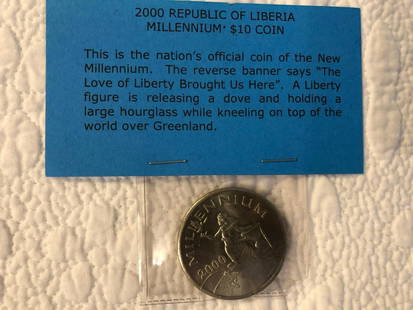 2000 REPUBLIC OF LIBERIA
MILLENNIUM $10 COIN
This is the nation's official coin of the New
Millennium. The reverse banner says "The
Love of Liberty Brought Us Here". A Liberty
figure is releasing a dove and holding a
large hourglass while kneeling on top of the
world over Greenland.
MILLENNIUM
2000